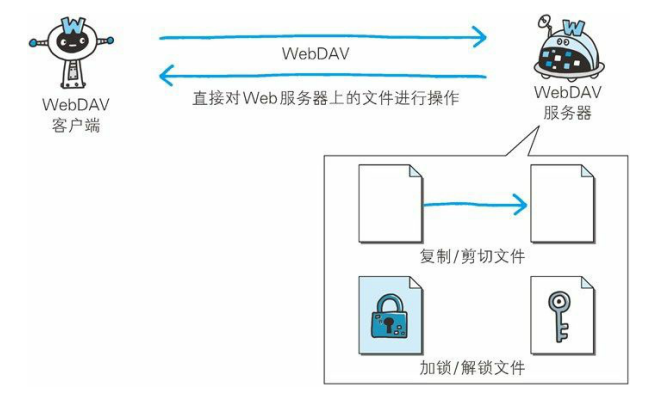 W
W
WebDAV
直接对Web服务器上的文件进行操作
WebDAV
客户端
WebDAV
服务器
复制/剪切文件
加锁/解锁文件